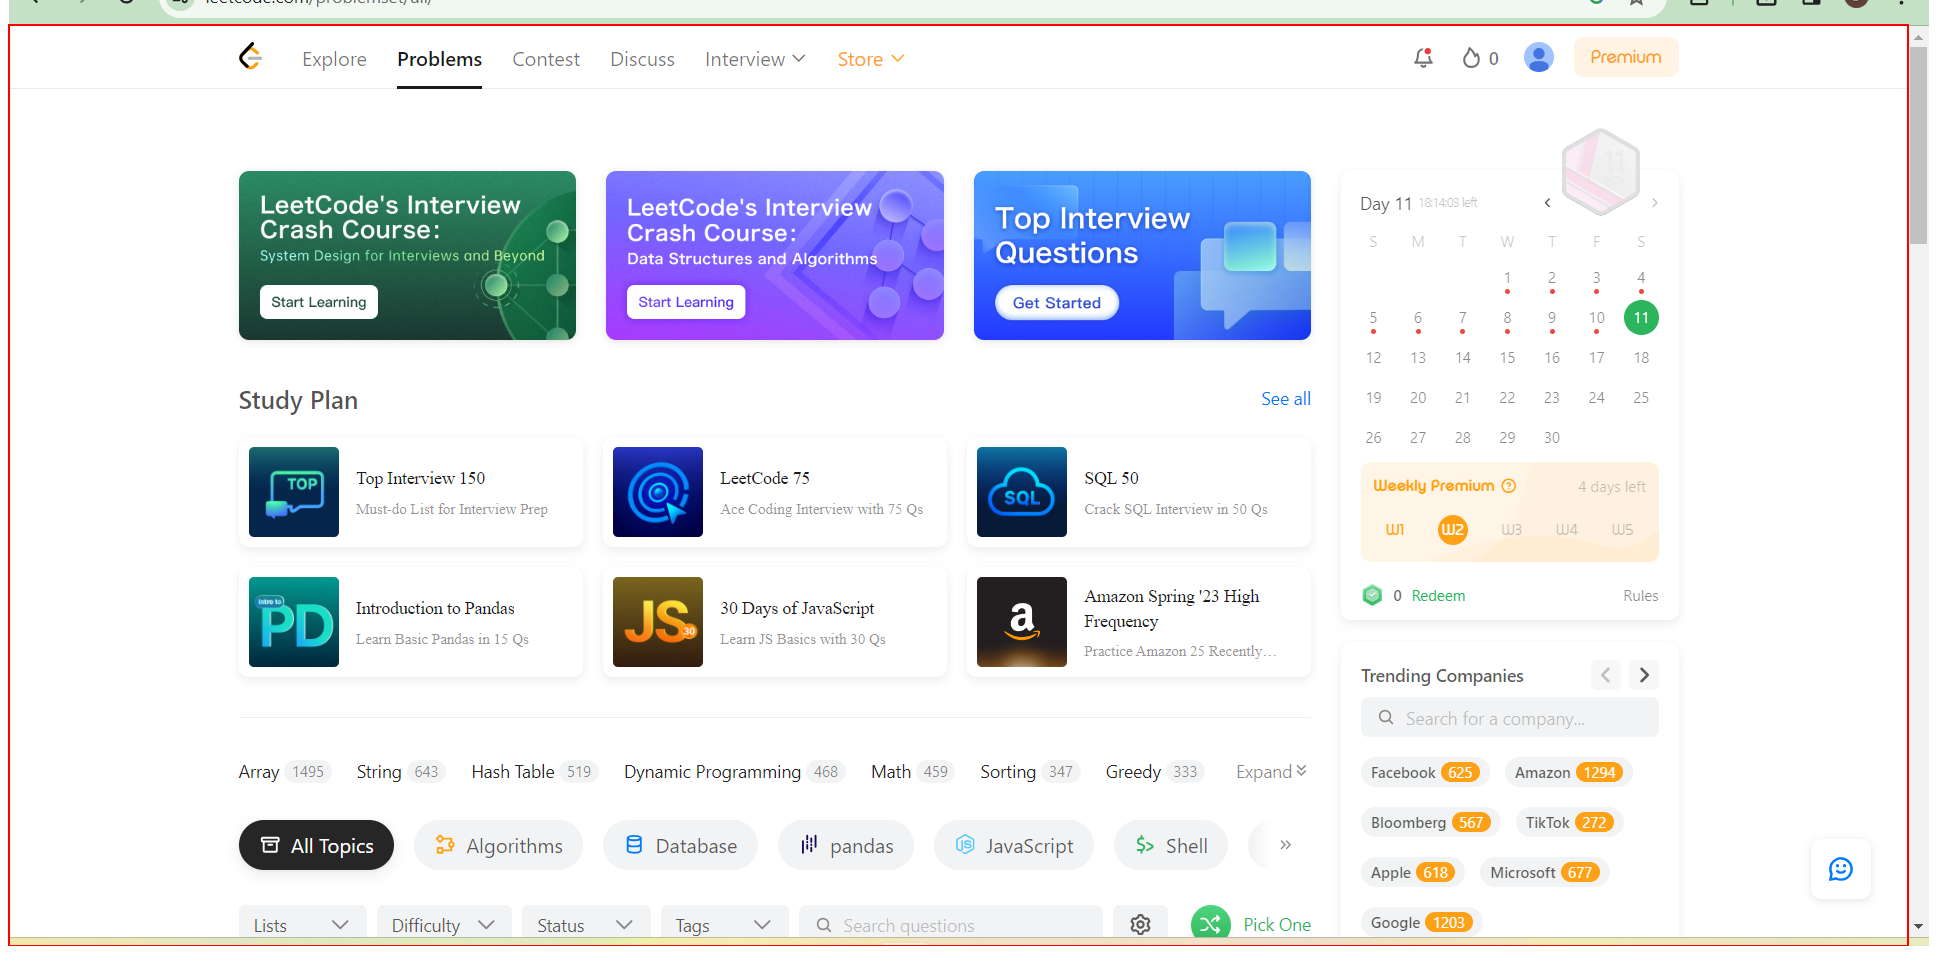 Explore Problems Contest Discuss Interview Store 0 Premium
LeetCode's Interview
Crash Course:
System Design for Interviews and Beyond
Start Learning
LeetCode's Interview
Crash Course:
Data Structures and Algorithms
Start Learning
Top Interview
Questions
Get Started
Day 11 18:14:03 left
S M T W T F S
1 2 3 4
5 6 7 8 9 10 11
12 13 14 15 16 17 18
19 20 21 22 23 24 25
26 27 28 29 30
Weekly Premium 4 days left
W1 W2 W3 W4 W5
0 Redeem Rules
Study Plan See all
TOP
Top Interview 150
Must-do List for Interview Prep
LeetCode 75
Ace Coding Interview with 75 Qs
SQL
SQL 50
Crack SQL Interview in 50 Qs
Intro to
PD
Introduction to Pandas
Learn Basic Pandas in 15 Qs
JS 30
30 Days of JavaScript
Learn JS Basics with 30 Qs
a
Amazon Spring '23 High
Frequency
Practice Amazon 25 Recently...
Array 1495 String 643 Hash Table 519 Dynamic Programming 468 Math 459 Sorting 347 Greedy 333 Expand
All Topics Algorithms Database pandas JavaScript Shell
Lists Difficulty Status Tags Search questions Pick One
Trending Companies
Search for a company...
Facebook 625 Amazon 1294
Bloomberg 567 TikTok 272
Apple 618 Microsoft 677
Google 1203